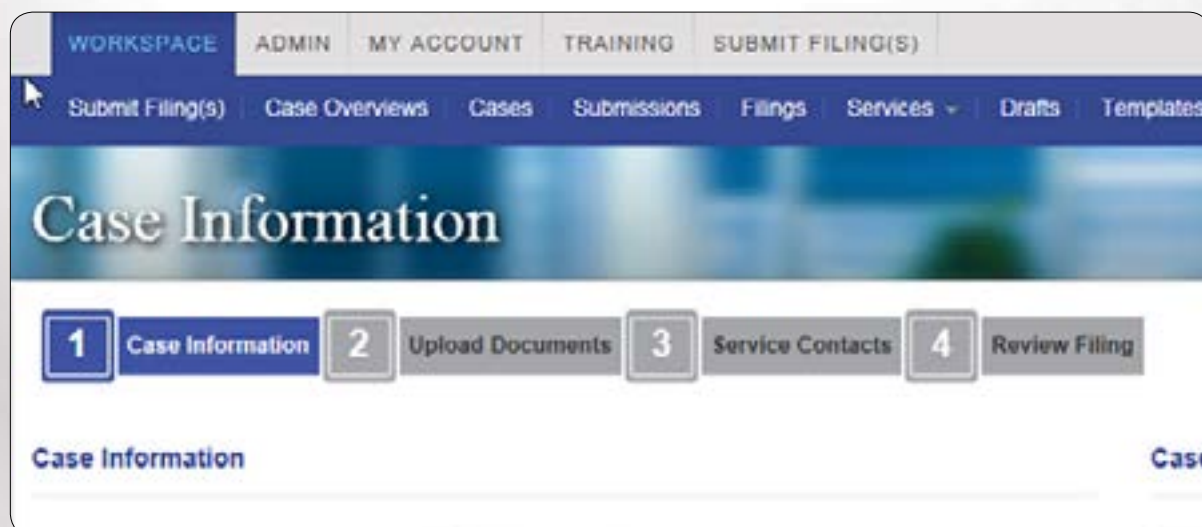 WORKSPACE ADMIN MY ACCOUNT TRAINING SUBMIT FILING(S)
Submit Filing(s) Case Overviews Cases Submissions Filings Services Drafts Templates
Case Information
1 Case Information 2 Upload Documents 3 Service Contacts 4 Review Filing
Case Information Case